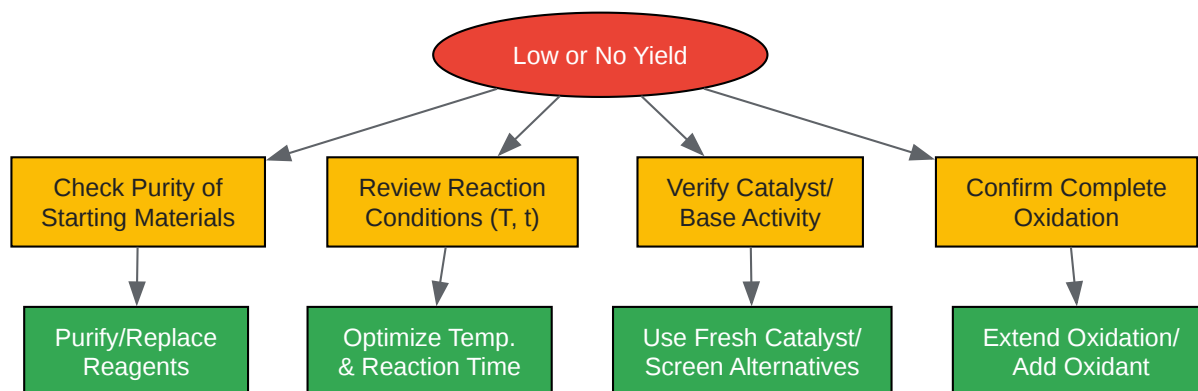 Low or No Yield
Check Purity of
Starting Materials
Review Reaction
Conditions (T, t)
Verify Catalyst/
Base Activity
Confirm Complete
Oxidation
Purify/Replace
Reagents
Optimize Temp.
& Reaction Time
Use Fresh Catalyst/
Screen Alternatives
Extend Oxidation/
Add Oxidant